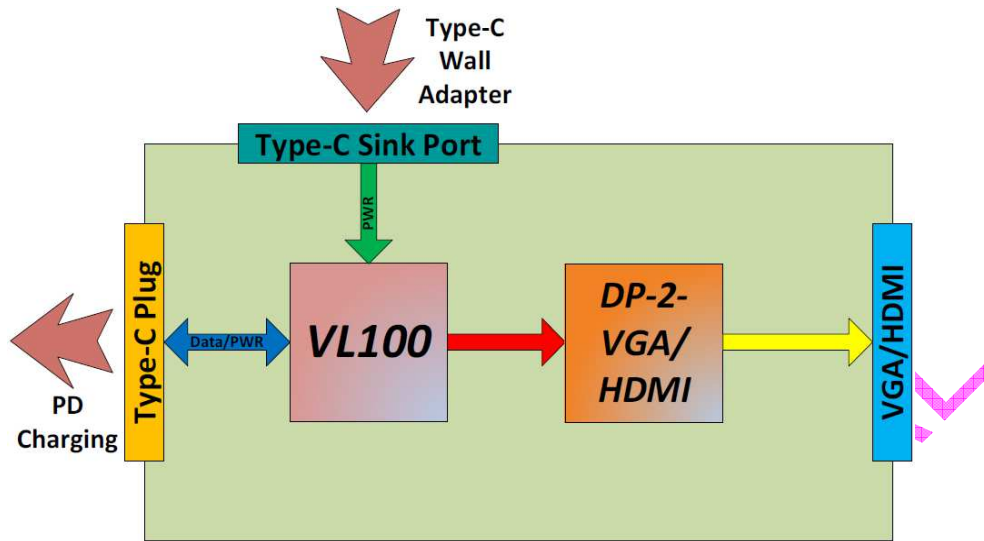 Type-C
Wall
Adapter
Type-C Sink Port
PWR
Type-C Plug
Data/PWR
VL100
DP-2-
VGA/
HDMI
VGA/HDMI
PD
Charging